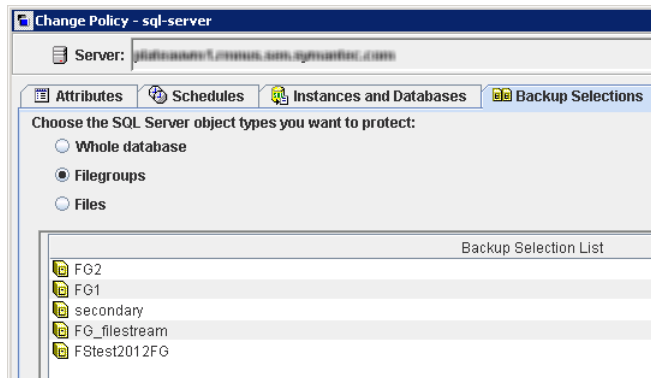 Change Policy - sql-server
Server:
Attributes Schedules Instances and Databases Backup Selections
Choose the SQL Server object types you want to protect:
Whole database
Filegroups
Files
Backup Selection List
FG2
FG1
secondary
FG_filestream
FStest2012FG